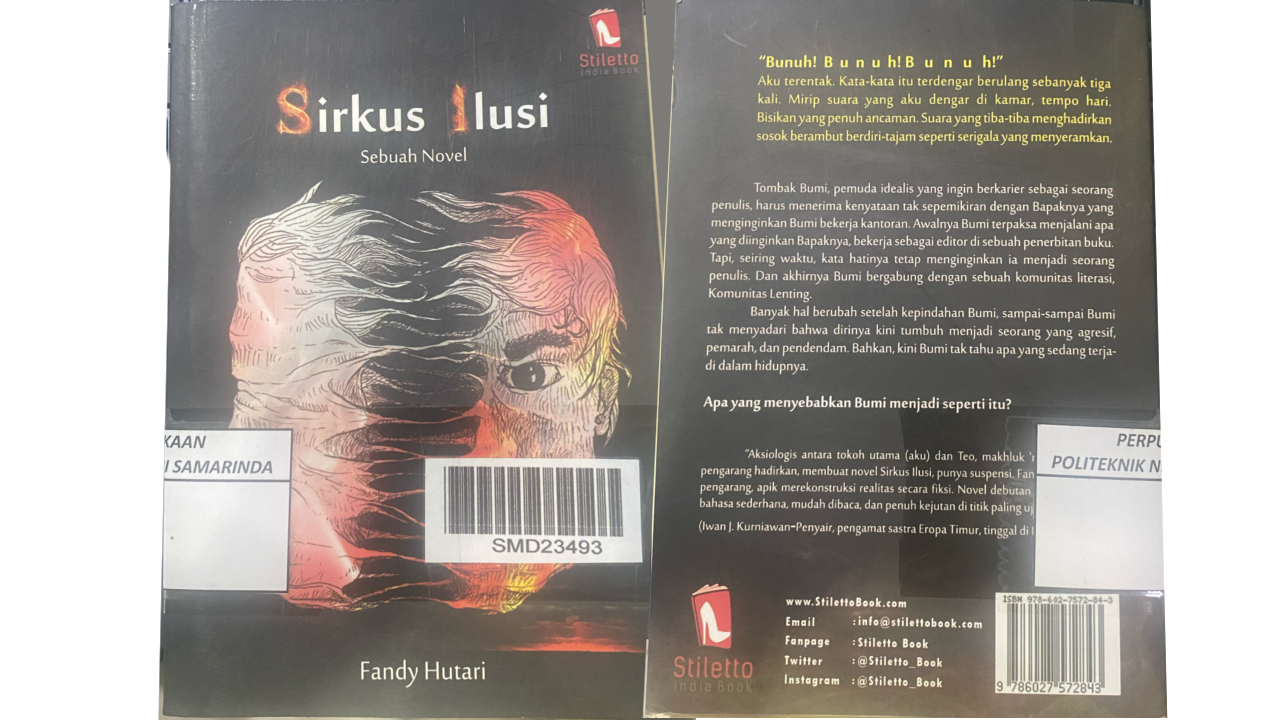 Stiletto
Indie Book
Sirkus Ilusi
Sebuah Novel
KAAN
I SAMARINDA
SMD23493
Fandy Hutari
“Bunuh! B u n u h! B u n u h!”
Aku terentak. Kata-kata itu terdengar berulang sebanyak tiga
kali. Mirip suara yang aku dengar di kamar, tempo hari.
Bisikan yang penuh ancaman. Suara yang tiba-tiba menghadirkan
sosok berambut berdiri-tajam seperti serigala yang menyeramkan.
Tombak Bumi, pemuda idealis yang ingin berkarier sebagai seorang
penulis, harus menerima kenyataan tak sepemikiran dengan Bapaknya yang
menginginkan Bumi bekerja kantoran. Awalnya Bumi terpaksa menjalani apa
yang diinginkan Bapaknya, bekerja sebagai editor di sebuah penerbitan buku.
Tapi, seiring waktu, kata hatinya tetap menginginkan ia menjadi seorang
penulis. Dan akhirnya Bumi bergabung dengan sebuah komunitas literasi,
Komunitas Lenting.
Banyak hal berubah setelah kepindahan Bumi, sampai-sampai Bumi
tak menyadari bahwa dirinya kini tumbuh menjadi seorang yang agresif,
pemarah, dan pendendam. Bahkan, kini Bumi tak tahu apa yang sedang terja-
di dalam hidupnya.
Apa yang menyebabkan Bumi menjadi seperti itu?
“Aksiologis antara tokoh utama (aku) dan Teo, makhluk
pengarang hadirkan, membuat novel Sirkus Ilusi, punya suspensi. Fan
pengarang, apik merekonstruksi realitas secara fiksi. Novel debutan
bahasa sederhana, mudah dibaca, dan penuh kejutan di titik paling uj
(Iwan J. Kurniawan–Penyair, pengamat sastra Eropa Timur, tinggal di
PERPU
POLITEKNIK N
Stiletto
Indie Book
www.StilettoBook.com
Email : info@stilettobook.com
Fanpage : Stiletto Book
Twitter : @Stiletto_Book
Instagram : @Stiletto_Book
ISBN 978-602-7572-84-3
9 786027 572843